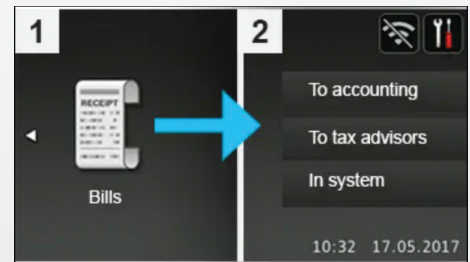 1
RECEIPT
Bills
2
To accounting
To tax advisors
In system
10:32 17.05.2017